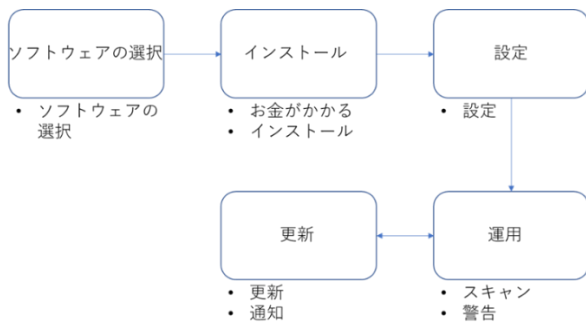 ソフトウェアの選択
インストール
設定
• ソフトウェアの
選択
• お金がかかる
• インストール
• 設定
更新
運用
• 更新
• 通知
• スキャン
• 警告